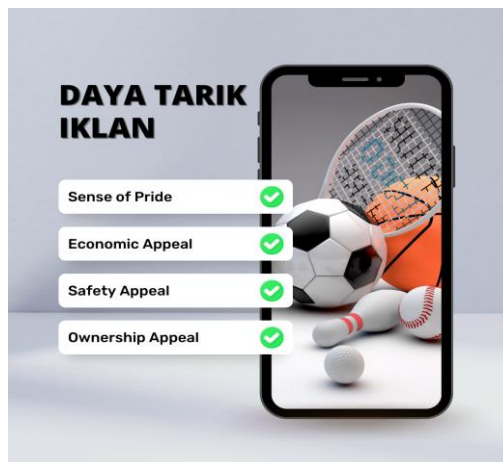 DAYA TARIK
IKLAN
Sense of Pride
Economic Appeal
Safety Appeal
Ownership Appeal